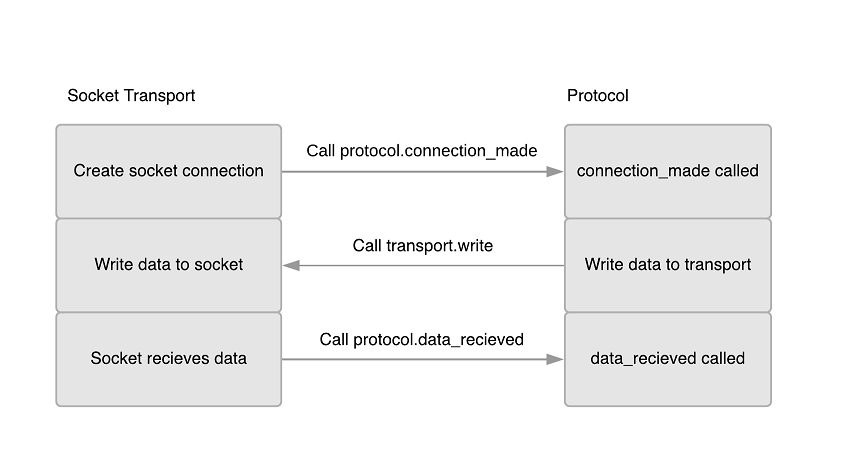 Socket Transport
Protocol
Create socket connection
Call protocol.connection_made
connection_made called
Write data to socket
Call transport.write
Write data to transport
Socket recieves data
Call protocol.data_recieved
data_recieved called